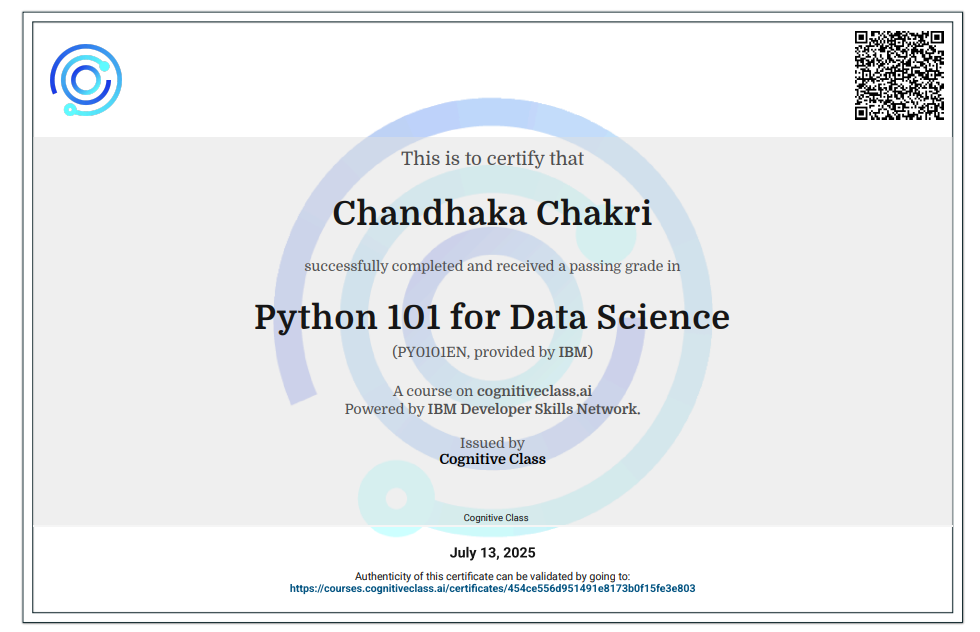 This is to certify that
Chandhaka Chakri
successfully completed and received a passing grade in
Python 101 for Data Science
(PY0101EN, provided by IBM)
A course on cognitiveclass.ai
Powered by IBM Developer Skills Network.
Issued by
Cognitive Class
Cognitive Class
July 13, 2025
Authenticity of this certificate can be validated by going to:
https://courses.cognitiveclass.ai/certificates/454ce556d951491e8173b0f15fe3e803